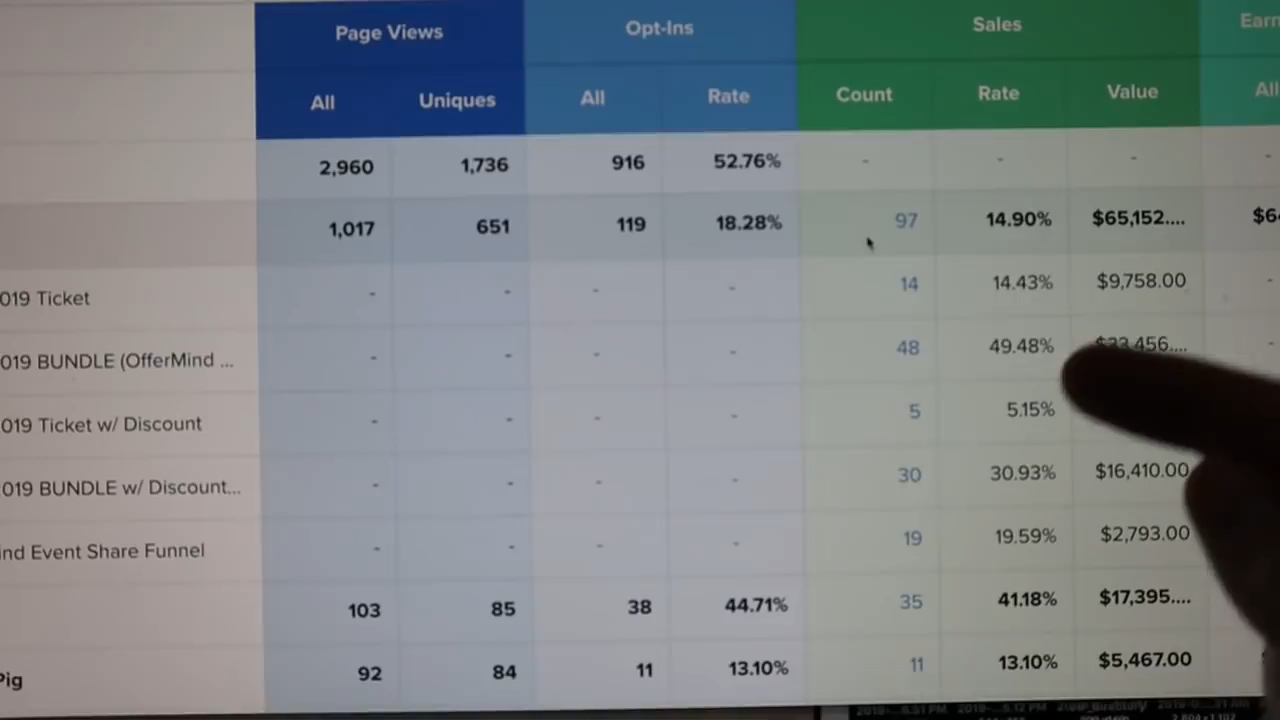 Page Views Opt-Ins Sales Earn
All Uniques All Rate Count Rate Value All
2,960 1,736 916 52.76% - - - -
1,017 651 119 18.28% 97 14.90% $65,152.... $6
019 Ticket - - - - 14 14.43% $9,758.00 -
019 BUNDLE (OfferMind ... - - - - 48 49.48% 456.... -
019 Ticket w/ Discount - - - - 5 5.15%
019 BUNDLE w/ Discount... - - - - 30 30.93% $16,410.00
ind Event Share Funnel - - - - 19 19.59% $2,793.00
103 85 38 44.71% 35 41.18% $17,395....
Pig 92 84 11 13.10% 11 13.10% $5,467.00